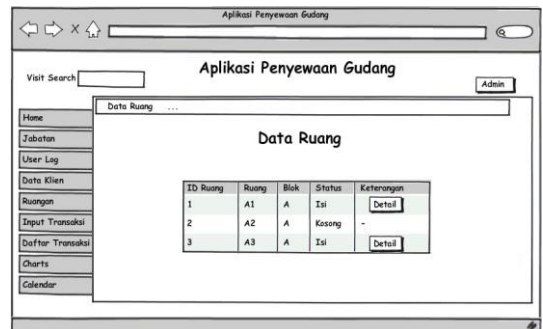 Aplikasi Penyewaan Gudang
Aplikasi Penyewaan Gudang
Visit Search
Admin
Data Ruang ...
Home
Jabatan
User Log
Data Klien
Ruangan
Input Transaksi
Daftar Transaksi
Charts
Calendar
Data Ruang
ID Ruang Ruang Blok Status Keterangan
1 A1 A Isi Detail
2 A2 A Kosong -
3 A3 A Isi Detail